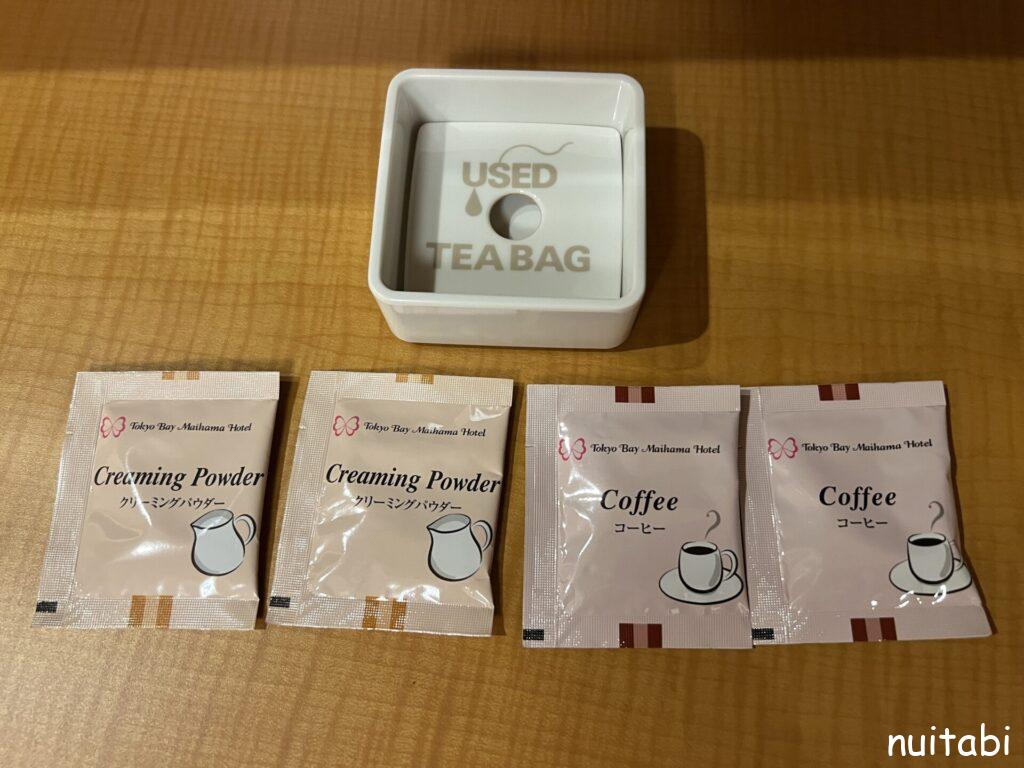 USED
TEA BAG
Tokyo Bay Maihama Hotel
Creaming Powder
クリーミングパウダー
Tokyo Bay Maihama Hotel
Creaming Powder
クリーミングパウダー
Tokyo Bay Maihama Hotel
Coffee
コーヒー
Tokyo Bay Maihama Hotel
Coffee
コーヒー
nuitabi